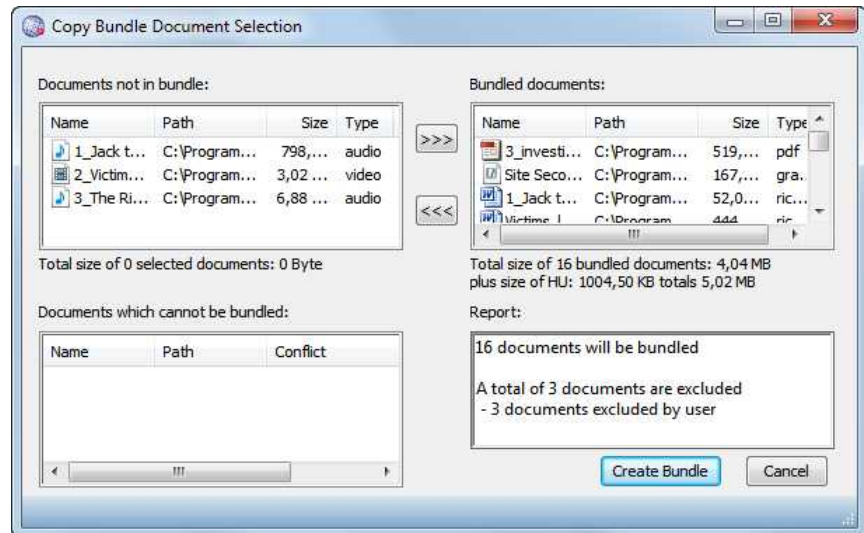 Copy Bundle Document Selection
Documents not in bundle:
Name Path Size Type
1_Jack t... C:\Program... 798,... audio
2_Victim... C:\Program... 3,02 ... video
3_The Ri... C:\Program... 6,88 ... audio
Total size of 0 selected documents: 0 Byte
>>>
<<<
Bundled documents:
Name Path Size Type
3_investi... C:\Program... 519,... pdf
Site Seco... C:\Program... 167,... gra...
1_Jack t... C:\Program... 52,0... ric...
Victims I C:\Program 444 ric
Total size of 16 bundled documents: 4,04 MB
plus size of HU: 1004,50 KB totals 5,02 MB
Documents which cannot be bundled:
Name Path Conflict
Report:
16 documents will be bundled
A total of 3 documents are excluded
- 3 documents excluded by user
Create Bundle Cancel